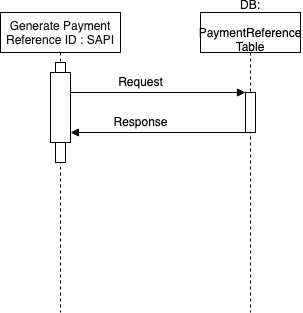 DB:
Generate Payment
Reference ID : SAPI
PaymentReference
Table
Request
Response